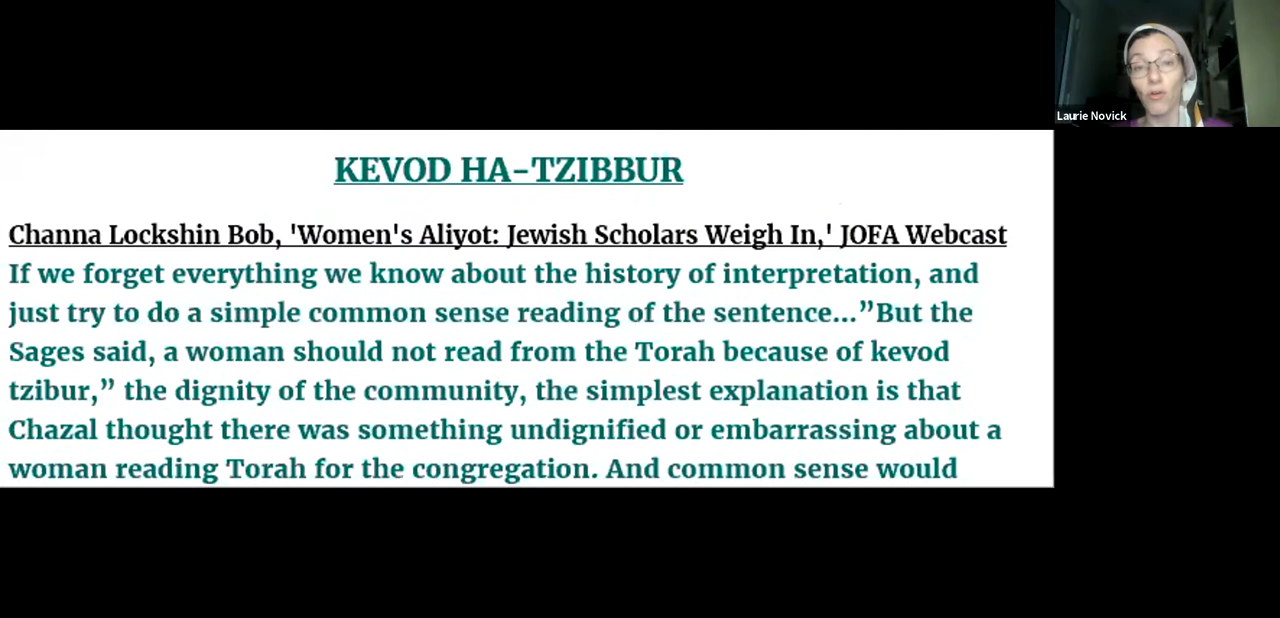 Laurie Novick
KEVOD HA-TZIBBUR
Channa Lockshin Bob, 'Women's Aliyot: Jewish Scholars Weigh In,' JOFA Webcast
If we forget everything we know about the history of interpretation, and
just try to do a simple common sense reading of the sentence...”But the
Sages said, a woman should not read from the Torah because of kevod
tzibur,” the dignity of the community, the simplest explanation is that
Chazal thought there was something undignified or embarrassing about a
woman reading Torah for the congregation. And common sense would